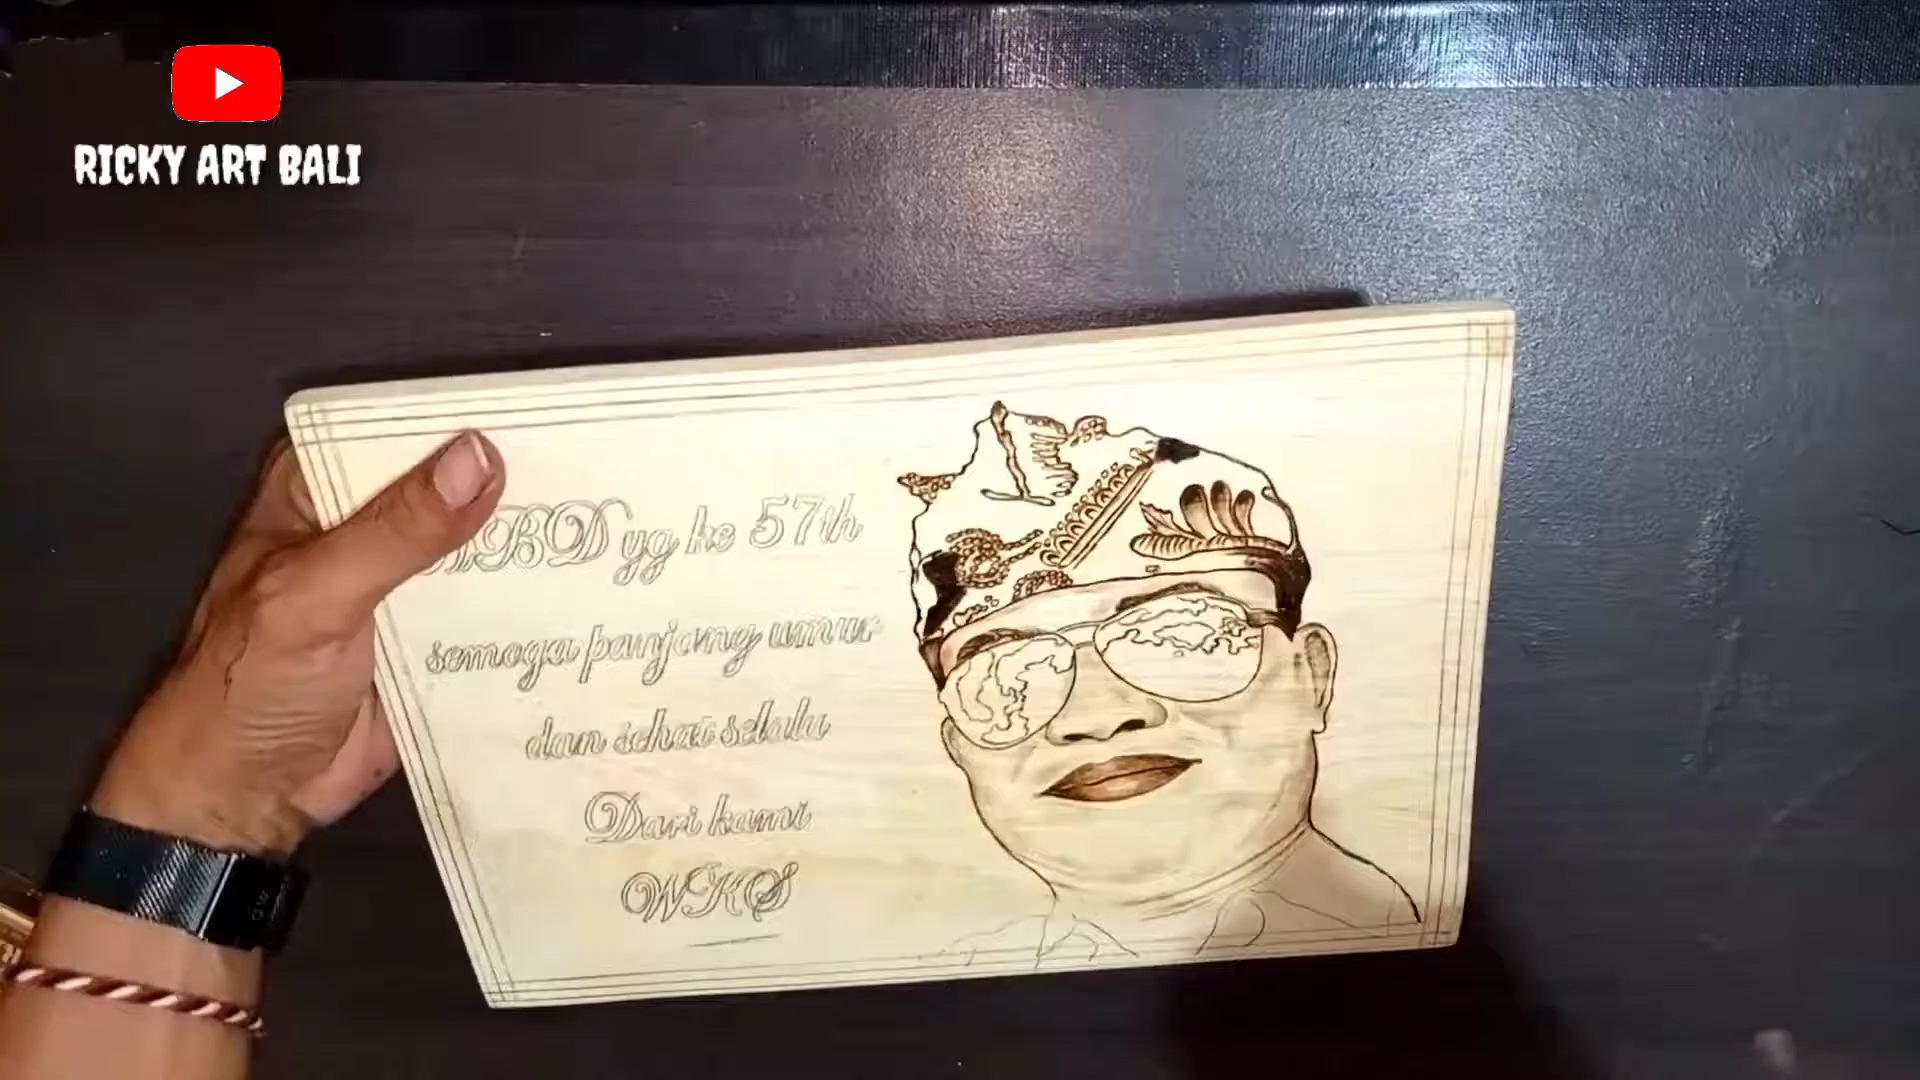 RICKY ART BALI
HBD yg ke 57th
semoga panjang umur
dan sehat selalu
Dari kami
WKS